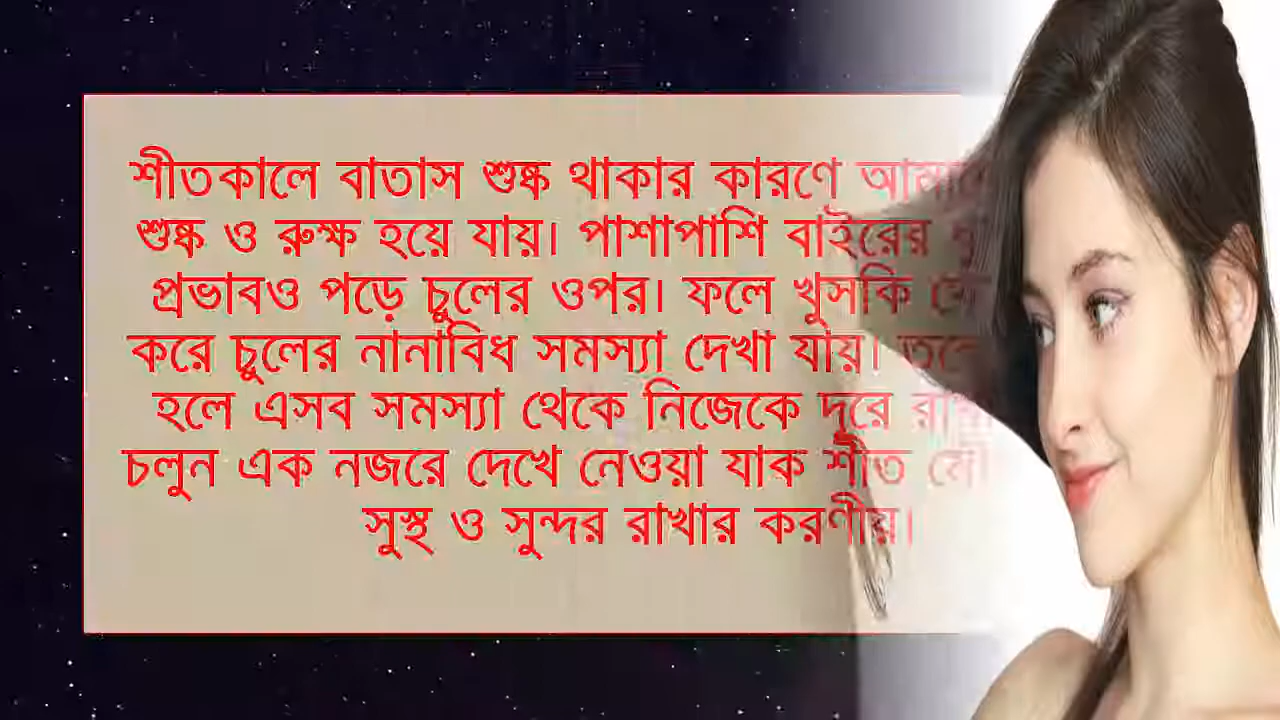 শীতকালে বাতাস শুষ্ক থাকার কারণে
শুষ্ক ও রুক্ষ হয়ে যায়। পাশাপাশি বাইরের
প্রভাবও পড়ে চুলের ওপর। ফলে খুসকি
করে চুলের নানাবিধ সমস্যা দেখা যায়।
হলে এসব সমস্যা থেকে নিজেকে দূরে
চলুন এক নজরে দেখে নেওয়া যাক শীত
সুস্থ ও সুন্দর রাখার করণীয়।